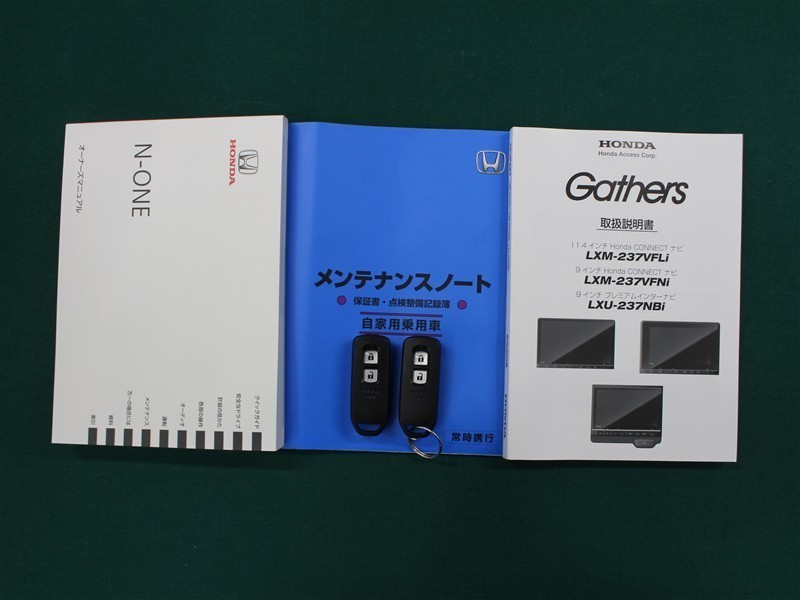 HONDA
N-ONE
オーナーズマニュアル
クイックガイド
安全なドライブ
計器の見かた
各部の操作
オーディオ
運転
メンテナンス
万一の場合には
資料
索引
メンテナンスノート
保証書・点検整備記録簿
自家用乗用車
常時携行
HONDA
Honda Access Corp.
Gathers
取扱説明書
11.4 インチ Honda CONNECT ナビ
LXM-237VFLi
9 インチ Honda CONNECT ナビ
LXM-237VFNi
9 インチ プレミアムインターナビ
LXU-237NBi
HONDA